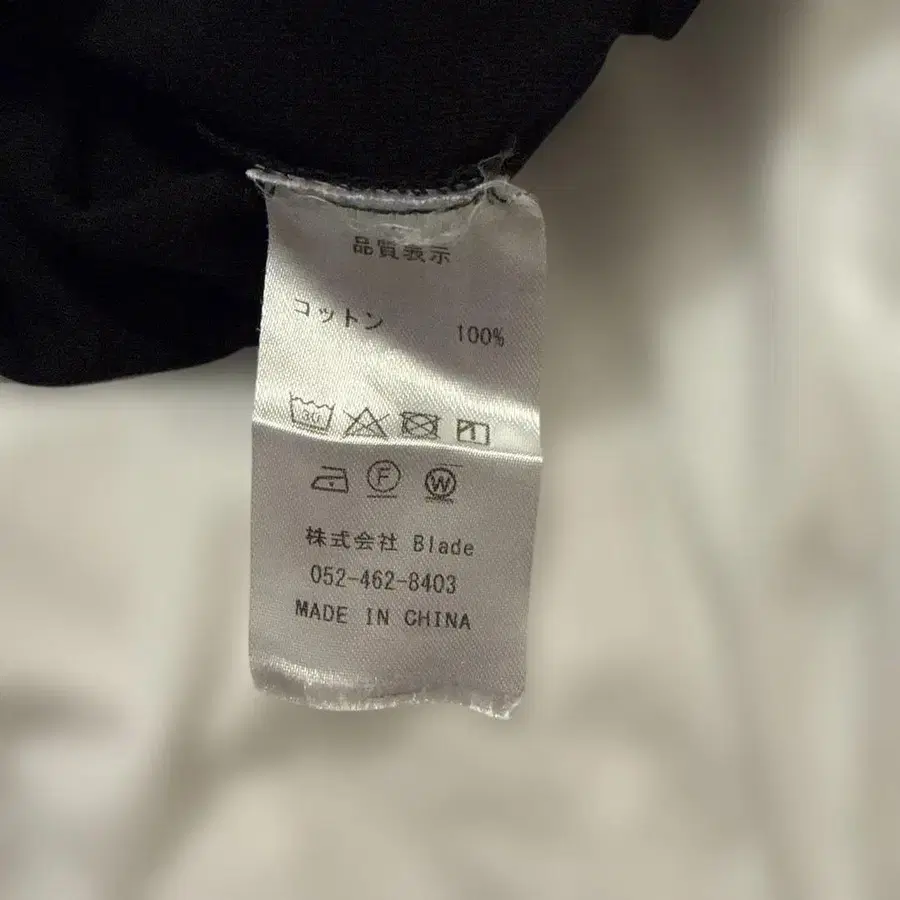 品質表示
コットン 100%
30
F W
株式会社 Blade
052-462-8403
MADE IN CHINA